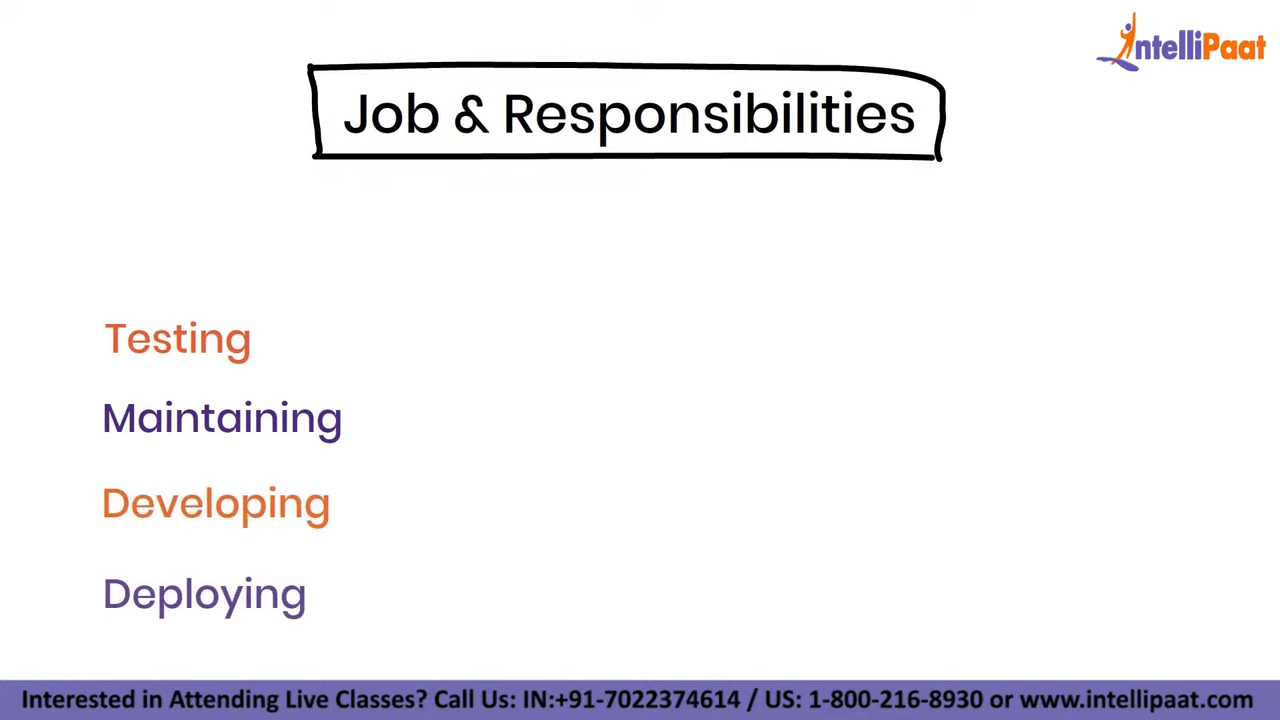 IntelliPaat
Job & Responsibilities
Testing
Maintaining
Developing
Deploying
Interested in Attending Live Classes? Call Us: IN:+91-7022374614 / US: 1-800-216-8930 or www.intellipaat.com